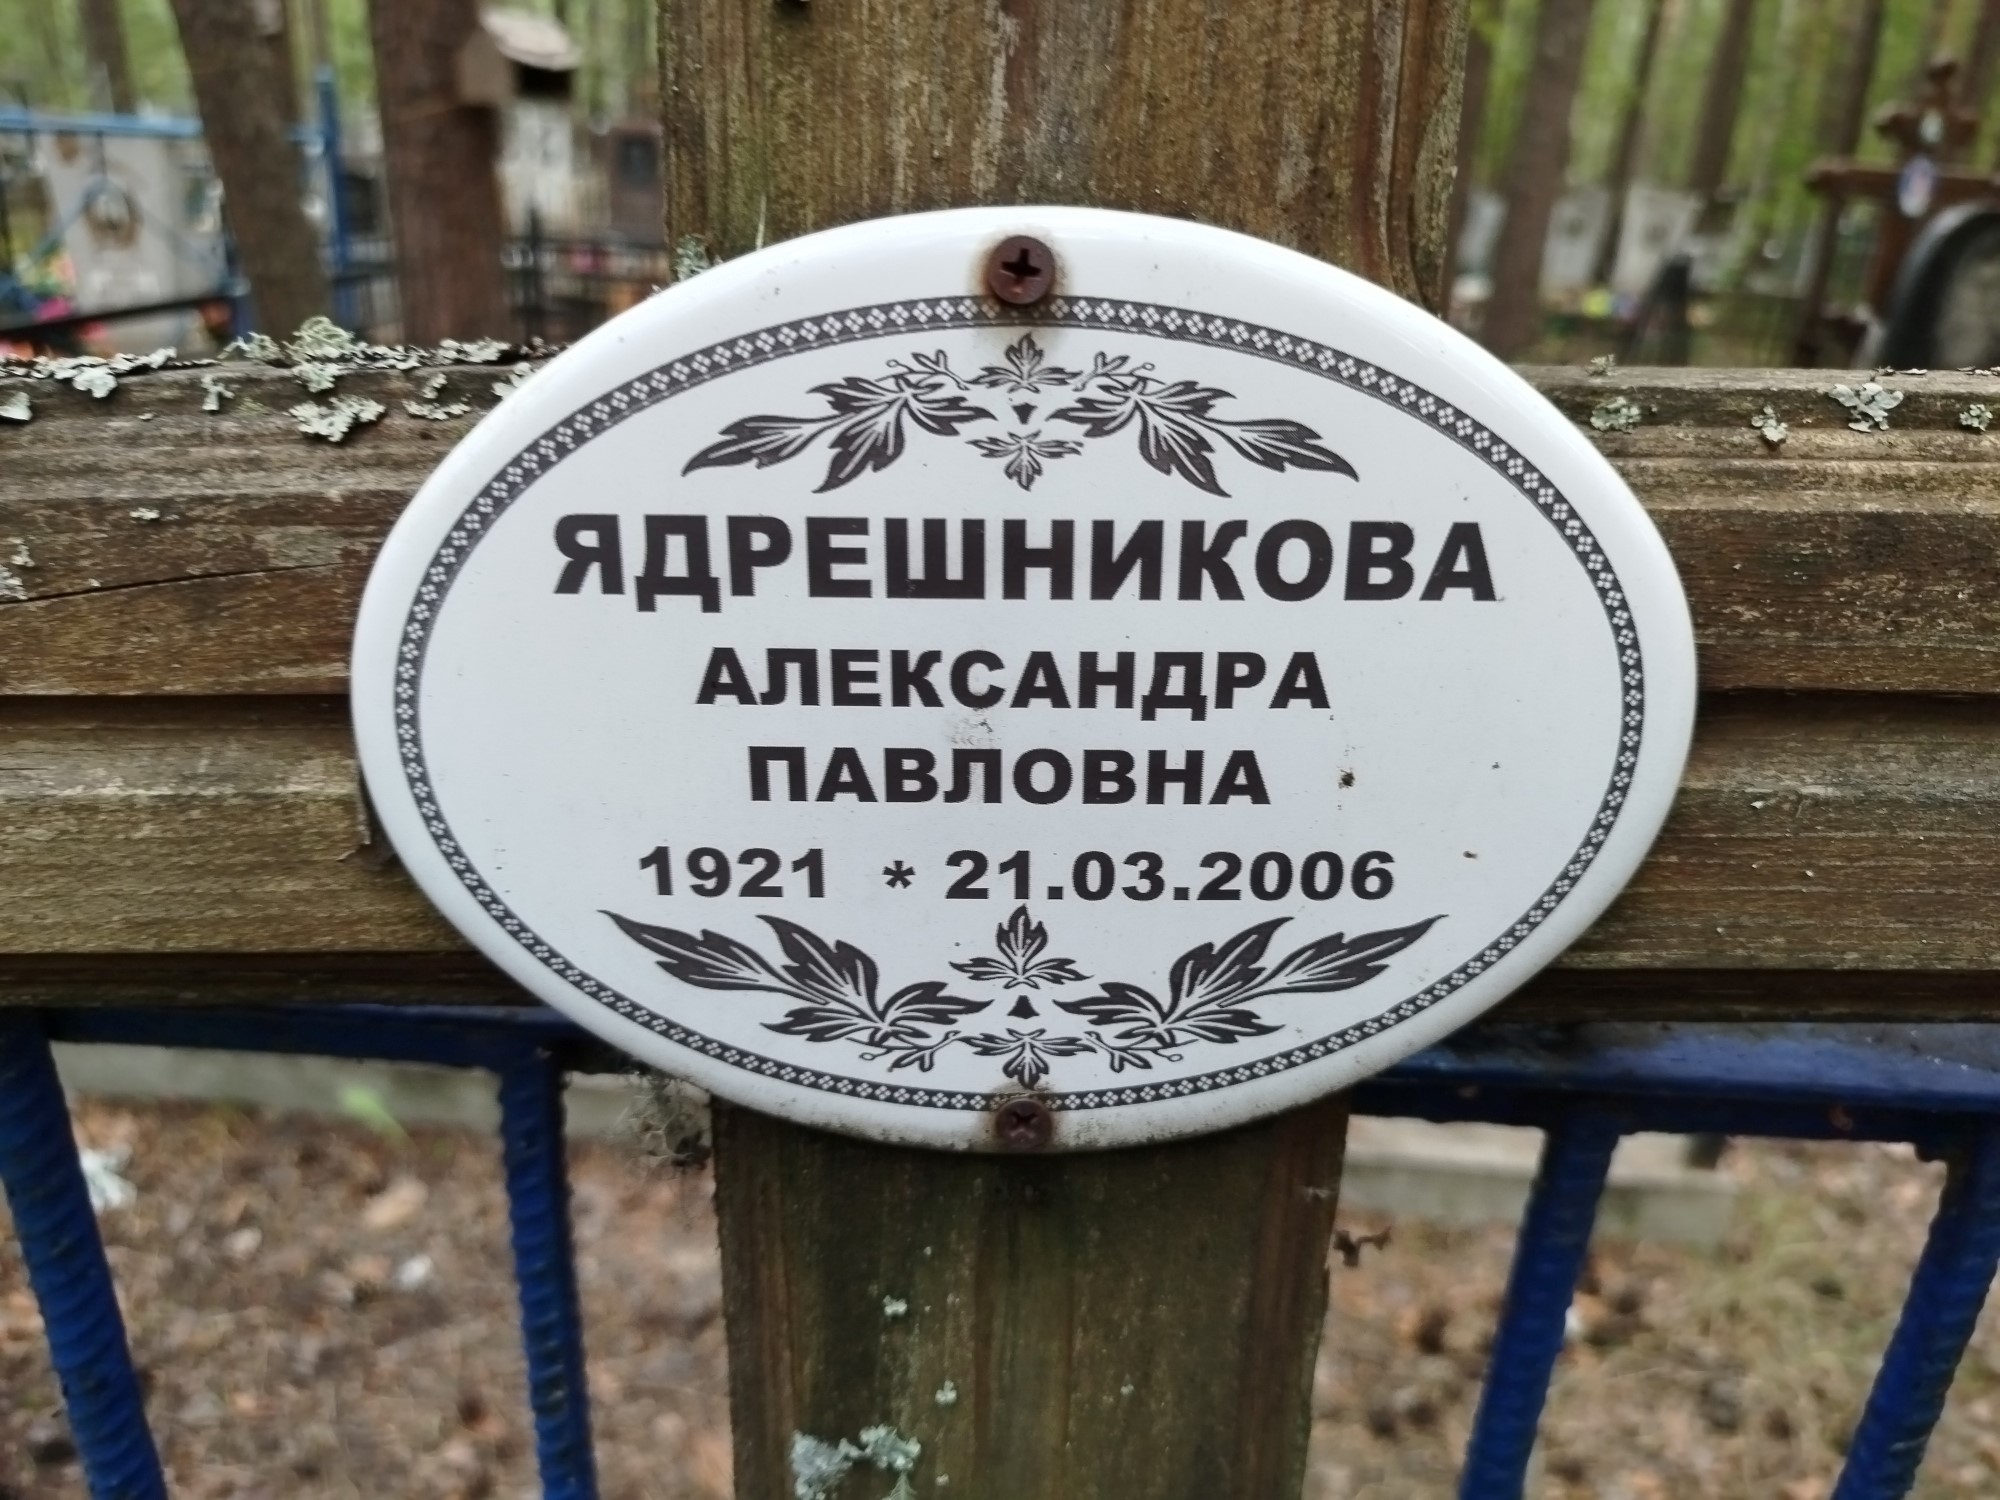 ЯДРЕШНИКОВА
АЛЕКСАНДРА
ПАВЛОВНА
1921 * 21.03.2006